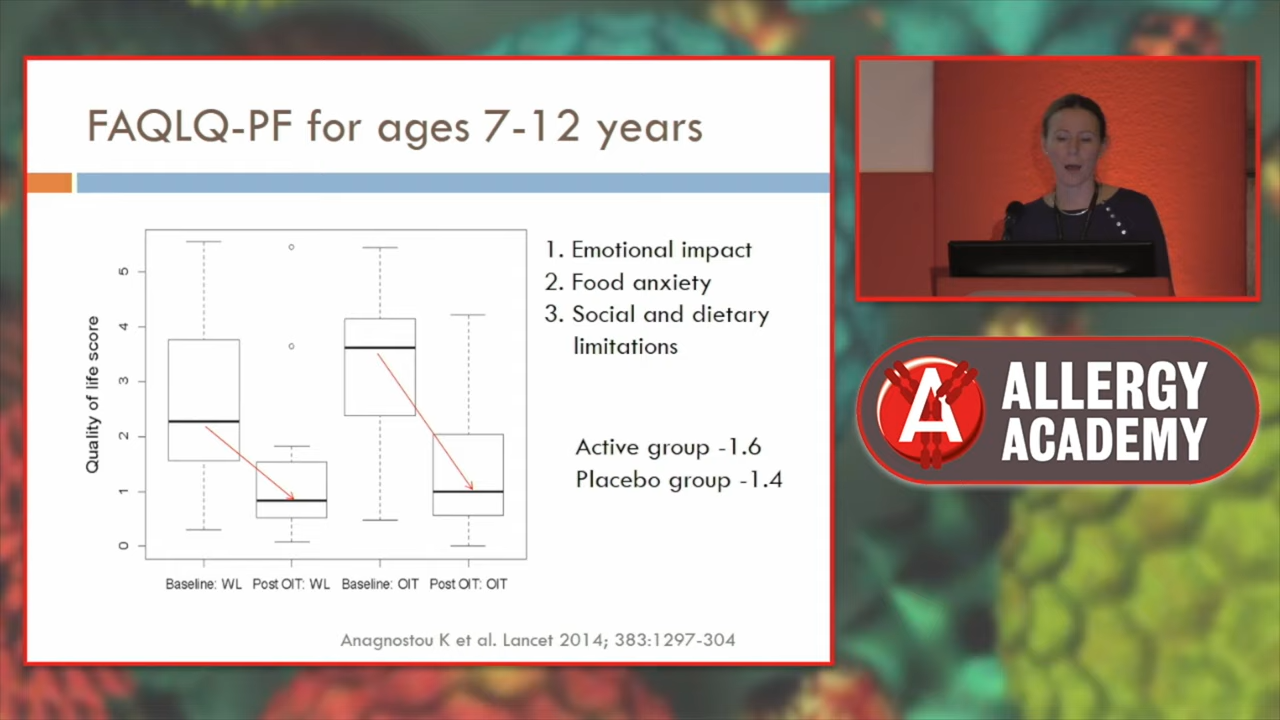 FAQLQ-PF for ages 7-12 years
Quality of life score
5
4
3
2
1
0
Baseline: WL
Post OIT: WL
Baseline: OIT
Post OIT: OIT
1. Emotional impact
2. Food anxiety
3. Social and dietary
limitations
Active group -1.6
Placebo group -1.4
Anagnostou K et al. Lancet 2014; 383:1297-304
A
ALLERGY
ACADEMY